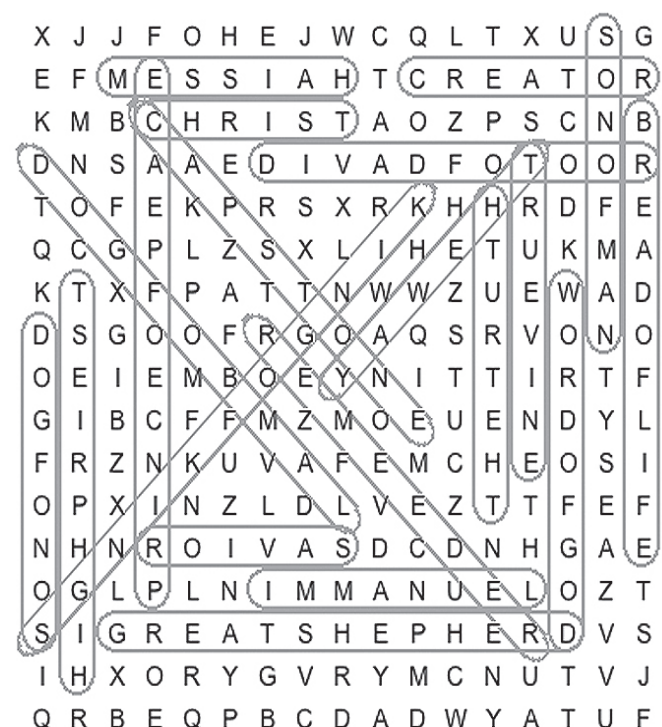 X J J F O H E J W C Q L T X U S G
E F M E S S I A H T C R E A T O R
K M B C H R I S T A O Z P S C N B
D N S A A E D I V A D F O T O O R
T O F E K P R S X R K H H R D F E
Q C G P L Z S X L I H E T U K M A
K T X F P A T T N W W Z U E W A D
D S G O O F R G O A Q S R V O N O
O E I E M B O E Y N I T T I R T F
G I B C F F M Z M O E U E N D Y L
F R Z N K U V A F E M C H E O S I
O P X I N Z L D L V E Z T T F E F
N H N R O I V A S D C D N H G A E
O G L P L N I M M A N U E L O Z T
S I G R E A T S H E P H E R D V S
I H X O R Y G V R Y M C N U T V J
Q R B E Q P B C D A D W Y A T U F